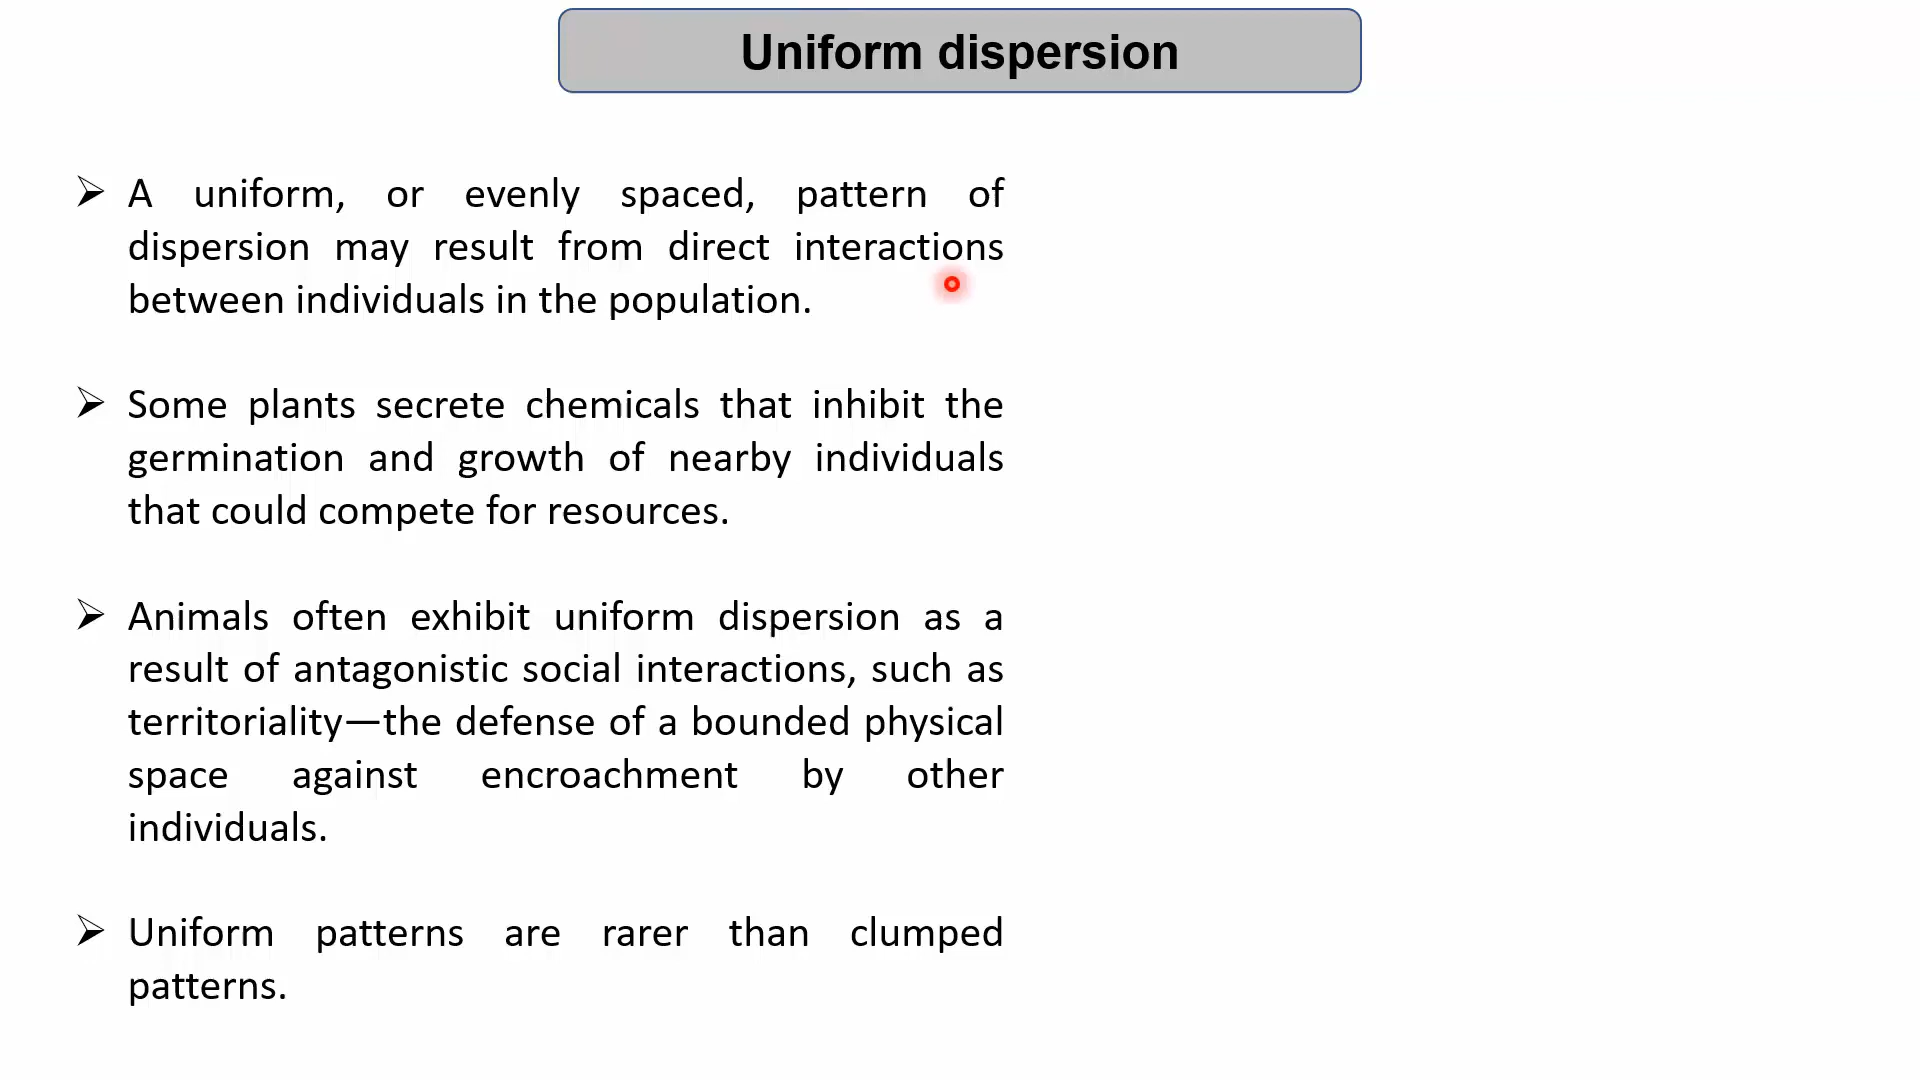 Uniform dispersion
➢ A uniform, or evenly spaced, pattern of
dispersion may result from direct interactions
between individuals in the population.
➢ Some plants secrete chemicals that inhibit the
germination and growth of nearby individuals
that could compete for resources.
➢ Animals often exhibit uniform dispersion as a
result of antagonistic social interactions, such as
territoriality—the defense of a bounded physical
space against encroachment by other
individuals.
➢ Uniform patterns are rarer than clumped
patterns.